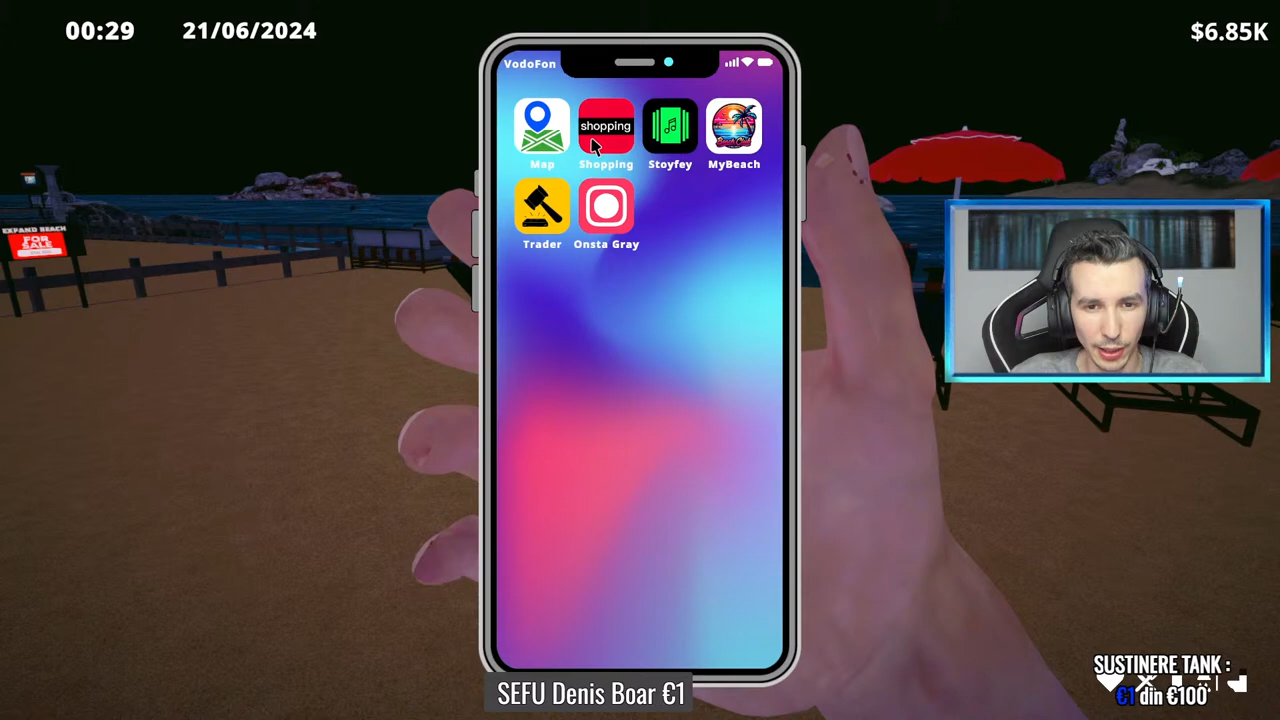 00:29
21/06/2024
$6.85K
VodoFon
shopping
Map
Shopping
Stoyfey
MyBeach
Trader
Onsta Gray
EXPAND BEACH
FOR
SALE
SUSTINERE TANK :
€1 din €100
SEFU Denis Boar €1